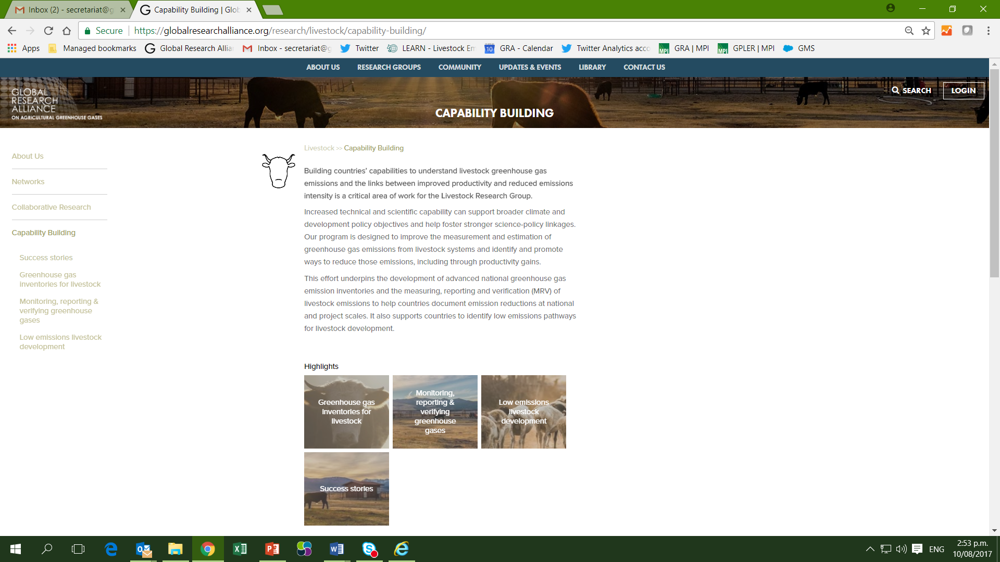 Inbox (2) - secretariat@g
Capability Building | Glob
Secure
https://globalresearchalliance.org/research/livestock/capability-building/
Apps
Managed bookmarks
Global Research Allia
Inbox - secretariat@g
Twitter
LEARN - Livestock Em
10
GRA - Calendar
Twitter Analytics acco
MPI
GRA | MPI
MPI
GPLER | MPI
GMS
ABOUT US
RESEARCH GROUPS
COMMUNITY
UPDATES & EVENTS
LIBRARY
CONTACT US
GLOBAL
RESEARCH
ALLIANCE
ON AGRICULTURAL GREENHOUSE GASES
SEARCH
LOGIN
CAPABILITY BUILDING
About Us
Networks
Collaborative Research
Capability Building
Success stories
Greenhouse gas
inventories for livestock
Monitoring, reporting &
verifying greenhouse
gases
Low emissions livestock
development
Livestock >> Capability Building
Building countries’ capabilities to understand livestock greenhouse gas
emissions and the links between improved productivity and reduced emissions
intensity is a critical area of work for the Livestock Research Group.
Increased technical and scientific capability can support broader climate and
development policy objectives and help foster stronger science-policy linkages.
Our program is designed to improve the measurement and estimation of
greenhouse gas emissions from livestock systems and identify and promote
ways to reduce those emissions, including through productivity gains.
This effort underpins the development of advanced national greenhouse gas
emission inventories and the measuring, reporting and verification (MRV) of
livestock emissions to help countries document emission reductions at national
and project scales. It also supports countries to identify low emissions pathways
for livestock development.
Highlights
Greenhouse gas
inventories for
livestock
Monitoring,
reporting &
verifying
greenhouse
gases
Low emissions
livestock
development
Success stories
ENG
2:53 p.m.
10/08/2017